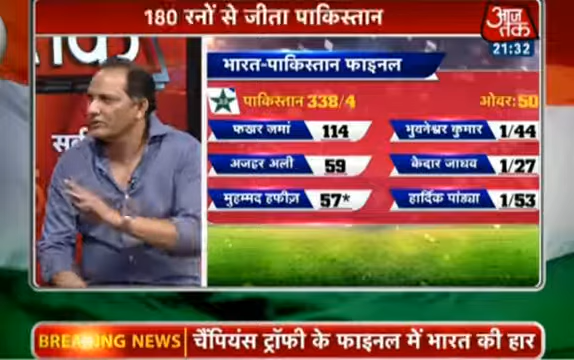 180 रनों से जीता पाकिस्तान
आज तक
21:32
भारत-पाकिस्तान फाइनल
पाकिस्तान 338/4 ओवर: 50
फखर जमां 114 भुवनेश्वर कुमार 1/44
अजहर अली 59 केदार जाधव 1/27
मुहम्मद हफीज़ 57* हार्दिक पांड्या 1/53
BREAKING NEWS चैंपियंस ट्रॉफी के फाइनल में भारत की हार